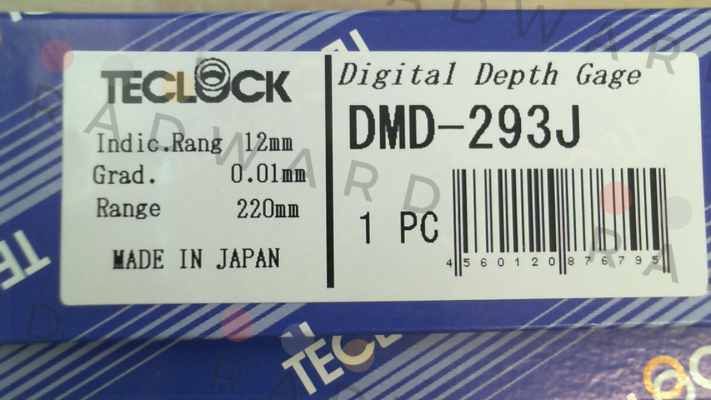 TECLOCK
Indic.Rang 12mm
Grad. 0.01mm
Range 220mm
MADE IN JAPAN
Digital Depth Gage
DMD-293J
1 PC
4560120876795
RADWARD
TECLOCK